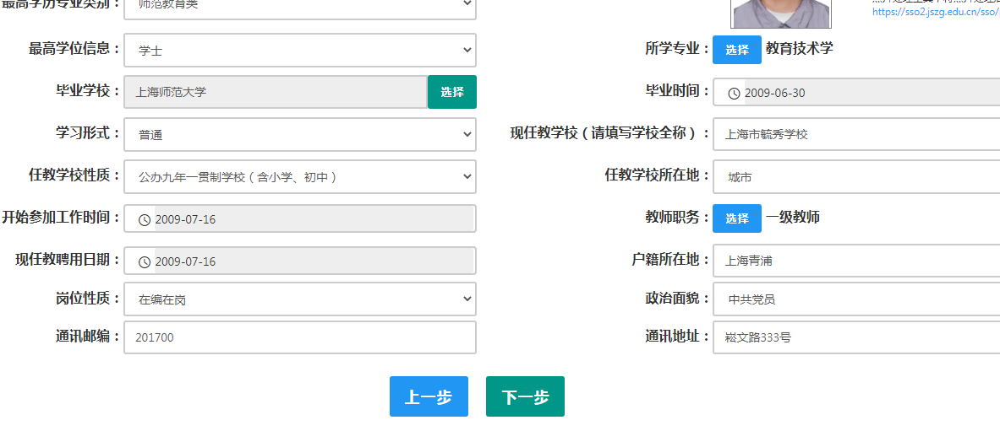 最高学历专业类别： 师范教育类
https://sso2.jszg.edu.cn/sso/
最高学位信息： 学士 所学专业： 选择 教育技术学
毕业学校： 上海师范大学 选择 毕业时间： 2009-06-30
学习形式： 普通 现任教学校（请填写学校全称）： 上海市毓秀学校
任教学校性质： 公办九年一贯制学校（含小学、初中） 任教学校所在地： 城市
开始参加工作时间： 2009-07-16 教师职务： 选择 一级教师
现任教聘用日期： 2009-07-16 户籍所在地： 上海青浦
岗位性质： 在编在岗 政治面貌： 中共党员
通讯邮编： 201700 通讯地址： 崧文路333号
上一步 下一步